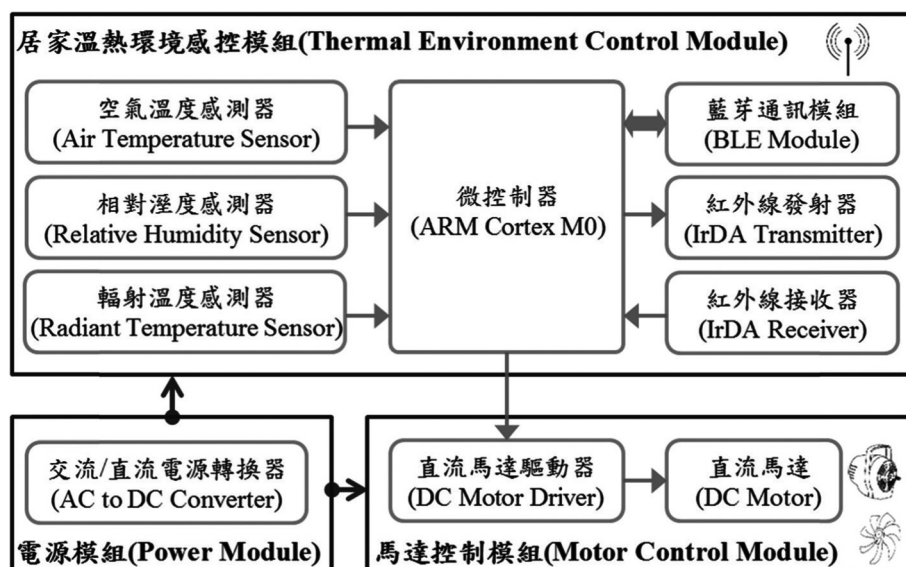 居家溫熱環境感控模組(Thermal Environment Control Module)
空氣溫度感測器
(Air Temperature Sensor)
相對溼度感測器
(Relative Humidity Sensor)
輻射溫度感測器
(Radiant Temperature Sensor)
微控制器
(ARM Cortex M0)
藍芽通訊模組
(BLE Module)
紅外線發射器
(IrDA Transmitter)
紅外線接收器
(IrDA Receiver)
交流/直流電源轉換器
(AC to DC Converter)
電源模組(Power Module)
直流馬達驅動器
(DC Motor Driver)
直流馬達
(DC Motor)
馬達控制模組(Motor Control Module)